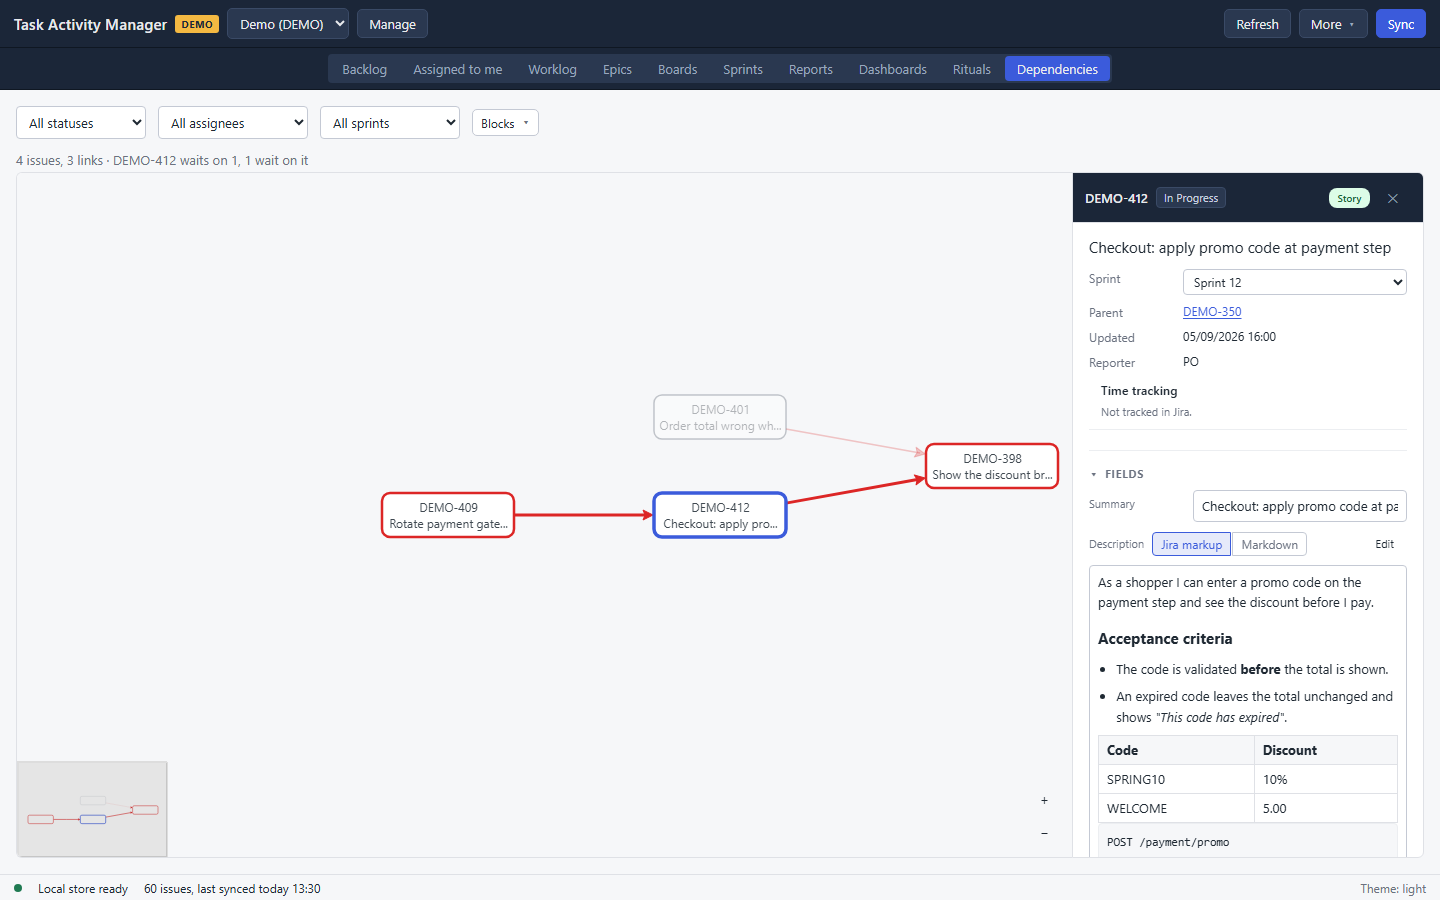 Task Activity Manager DEMO Demo (DEMO) Manage Refresh More Sync
Backlog Assigned to me Worklog Epics Boards Sprints Reports Dashboards Rituals Dependencies
All statuses All assignees All sprints Blocks
4 issues, 3 links · DEMO-412 waits on 1, 1 wait on it
DEMO-401
Order total wrong wh...
DEMO-398
Show the discount br...
DEMO-409
Rotate payment gate...
DEMO-412
Checkout: apply pro...
+
−
DEMO-412 In Progress Story ×
Checkout: apply promo code at payment step
Sprint Sprint 12
Parent DEMO-350
Updated 05/09/2026 16:00
Reporter PO
Time tracking
Not tracked in Jira.
FIELDS
Summary Checkout: apply promo code at pa
Description Jira markup Markdown Edit
As a shopper I can enter a promo code on the
payment step and see the discount before I pay.
Acceptance criteria
• The code is validated before the total is shown.
• An expired code leaves the total unchanged and
shows "This code has expired".
Code Discount
SPRING10 10%
WELCOME 5.00
POST /payment/promo
Local store ready 60 issues, last synced today 13:30 Theme: light